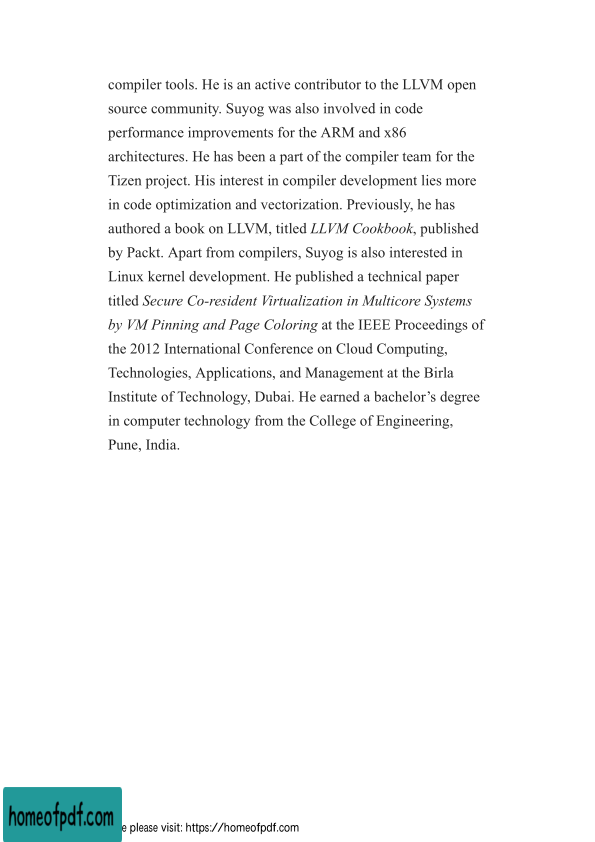 compiler tools. He is an active contributor to the LLVM open
source community. Suyog was also involved in code
performance improvements for the ARM and x86
architectures. He has been a part of the compiler team for the
Tizen project. His interest in compiler development lies more
in code optimization and vectorization. Previously, he has
authored a book on LLVM, titled LLVM Cookbook, published
by Packt. Apart from compilers, Suyog is also interested in
Linux kernel development. He published a technical paper
titled Secure Co-resident Virtualization in Multicore Systems
by VM Pinning and Page Coloring at the IEEE Proceedings of
the 2012 International Conference on Cloud Computing,
Technologies, Applications, and Management at the Birla
Institute of Technology, Dubai. He earned a bachelor’s degree
in computer technology from the College of Engineering,
Pune, India.
homeofpdf.com
please visit: https://homeofpdf.com